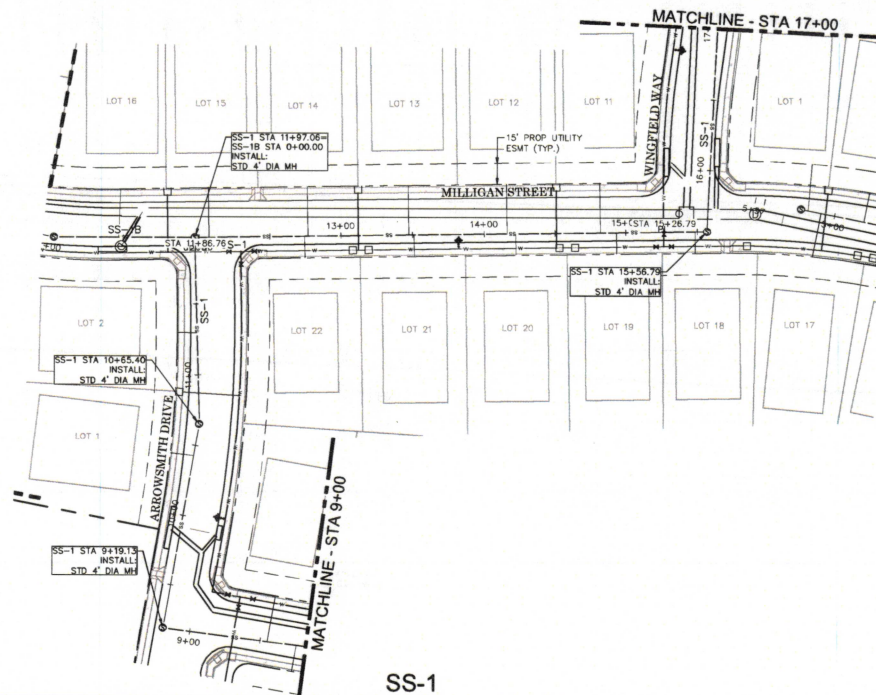 MATCHLINE - STA 17+00
LOT 16
LOT 15
LOT 14
LOT 13
LOT 12
LOT 11
LOT 1
WINGFIELD WAY
SS-1
16+00
SS-1 STA 11+97.06=
SS-1B STA 0+00.00
INSTALL:
STD 4' DIA MH
15' PROP UTILITY
ESMT (TYP.)
MILLIGAN STREET
13+00
14+00
STA 15+26.79
STA 11+86.76
SS-1 STA 15+56.79
INSTALL:
STD 4' DIA MH
LOT 2
SS-1
LOT 22
LOT 21
LOT 20
LOT 19
LOT 18
LOT 17
SS-1 STA 10+65.40
INSTALL:
STD 4' DIA MH
11+00
LOT 1
ARROWSMITH DRIVE
10+00
SS-1 STA 9+19.13
INSTALL:
STD 4' DIA MH
9+00
MATCHLINE - STA 9+00
SS-1